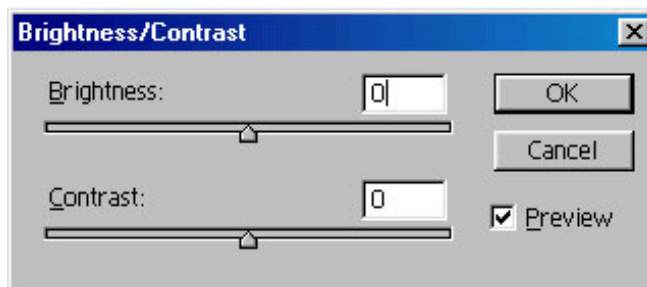 Brightness/Contrast
Brightness: 0
OK
Cancel
Contrast: 0
Preview